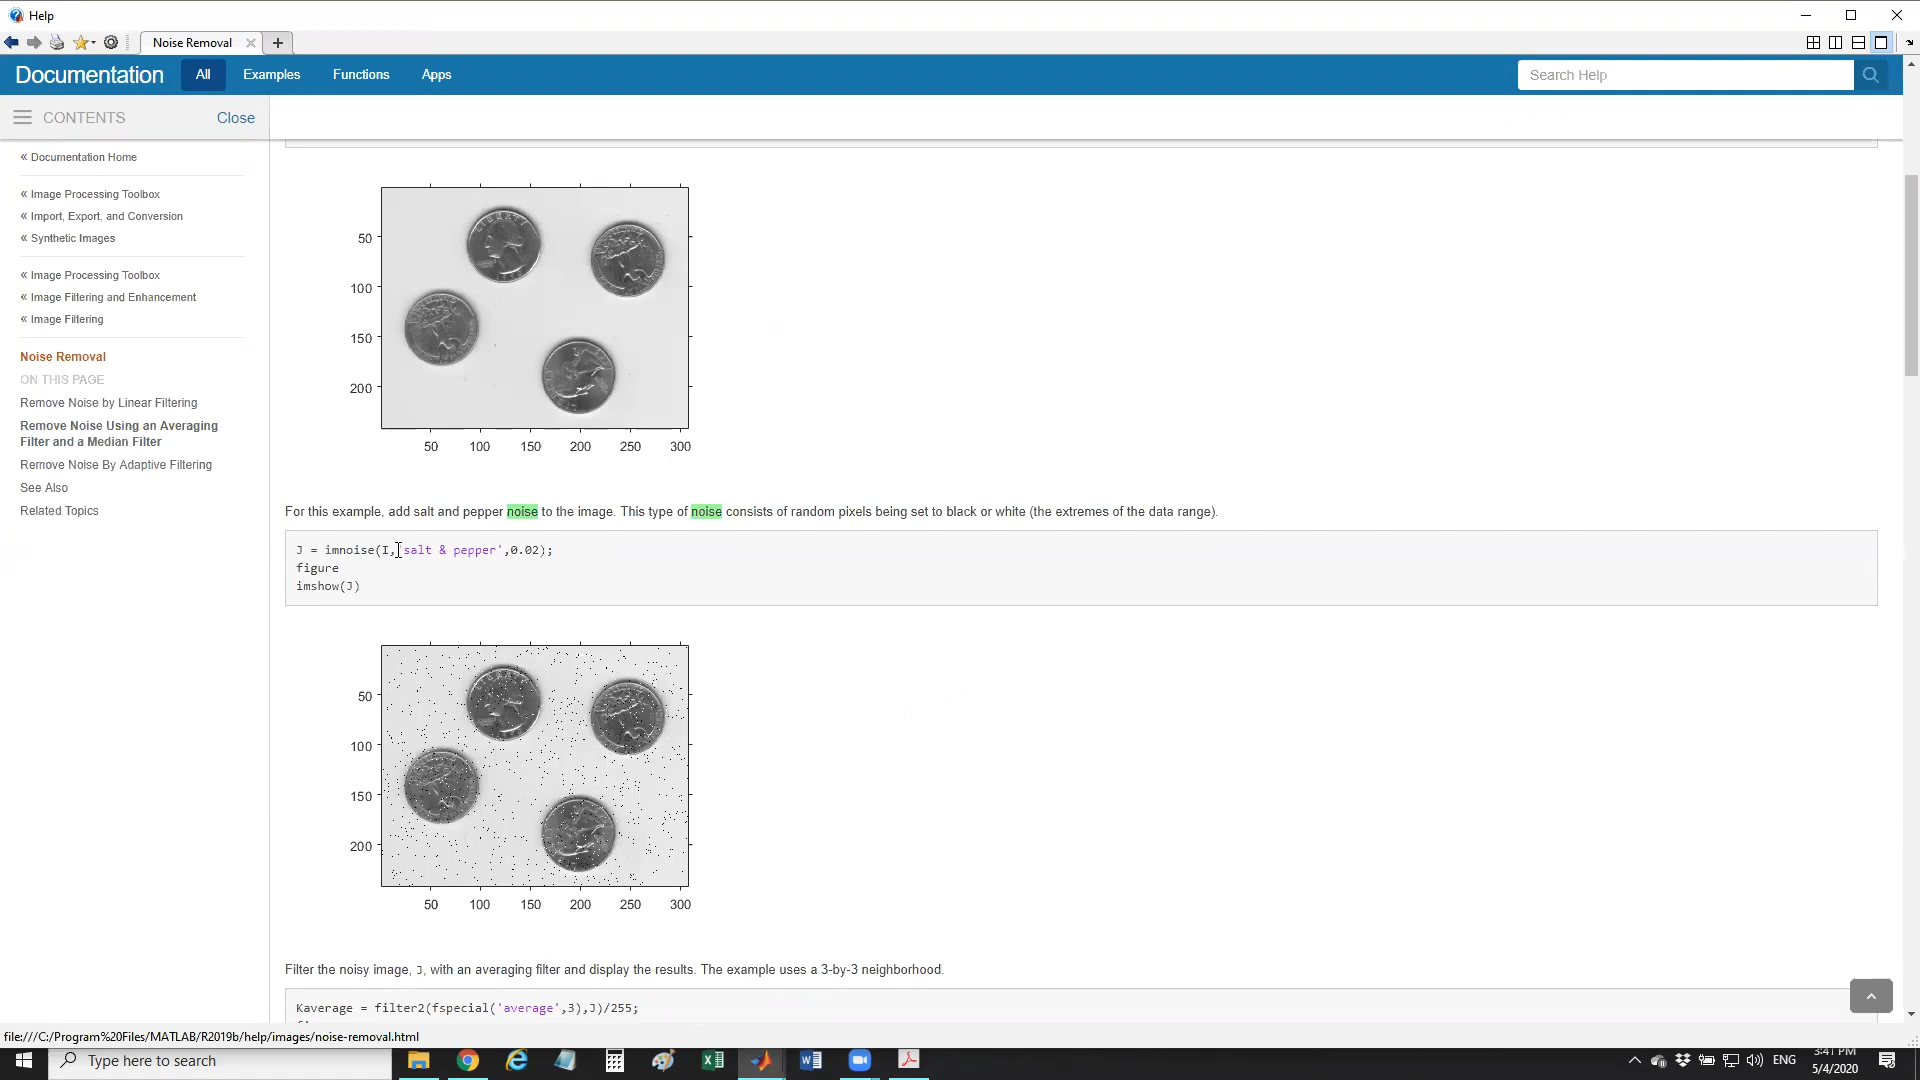 Help
Noise Removal
Documentation
All
Examples
Functions
Apps
Search Help
CONTENTS
Close
« Documentation Home
« Image Processing Toolbox
« Import, Export, and Conversion
« Synthetic Images
« Image Processing Toolbox
« Image Filtering and Enhancement
« Image Filtering
Noise Removal
ON THIS PAGE
Remove Noise by Linear Filtering
Remove Noise Using an Averaging
Filter and a Median Filter
Remove Noise By Adaptive Filtering
See Also
Related Topics
50
100
150
200
50 100 150 200 250 300
For this example, add salt and pepper noise to the image. This type of noise consists of random pixels being set to black or white (the extremes of the data range).
J = imnoise(I,'salt & pepper',0.02);
figure
imshow(J)
50
100
150
200
50 100 150 200 250 300
Filter the noisy image, J, with an averaging filter and display the results. The example uses a 3-by-3 neighborhood.
Kaverage = filter2(fspecial('average',3),J)/255;
file:///C:/Program%20Files/MATLAB/R2019b/help/images/noise-removal.html
Type here to search
ENG
3:41 PM
5/4/2020